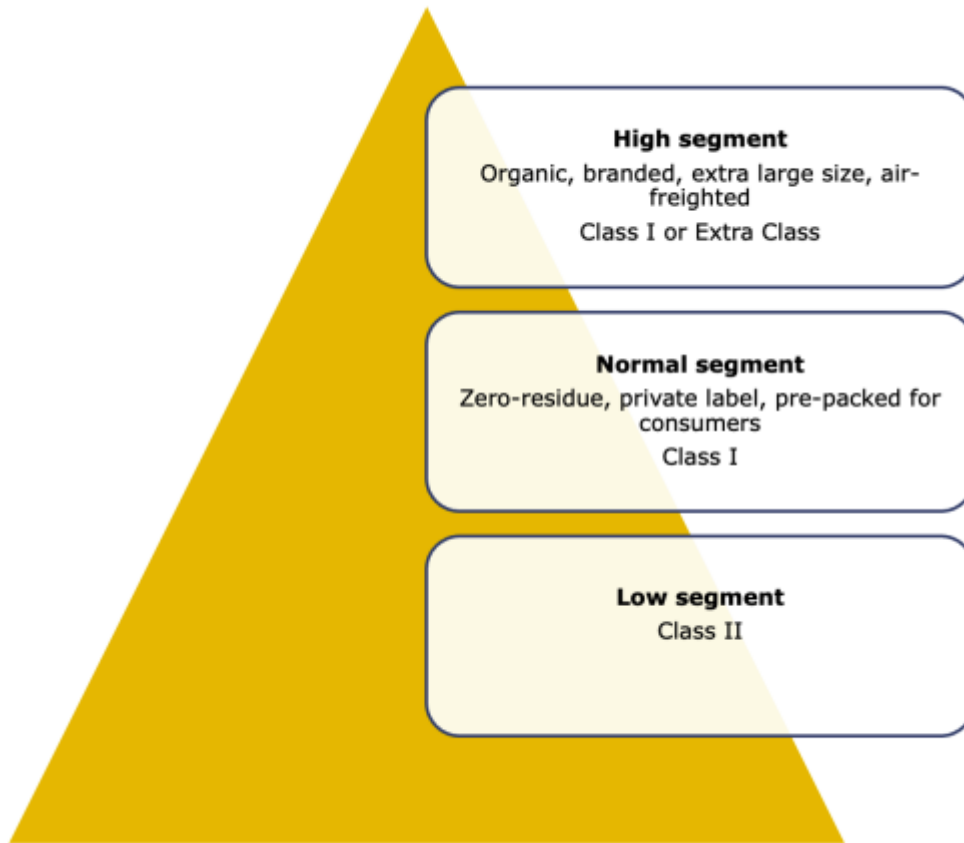 High segment
Organic, branded, extra large size, air-
freighted
Class I or Extra Class
Normal segment
Zero-residue, private label, pre-packed for
consumers
Class I
Low segment
Class II